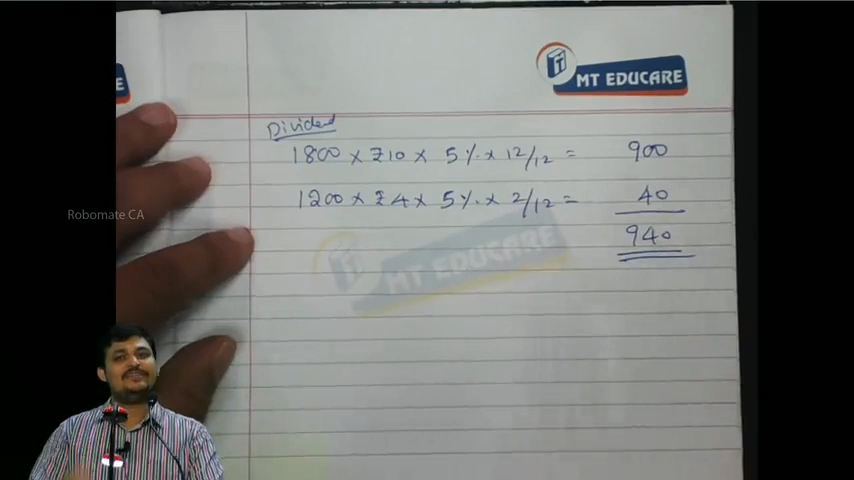 MT EDUCARE
E
Dividend
1800 × ₹10 × 5% × 12/12 = 900
1200 × ₹4 × 5% × 2/12 = 40
940
Robomate CA
MT EDUCARE